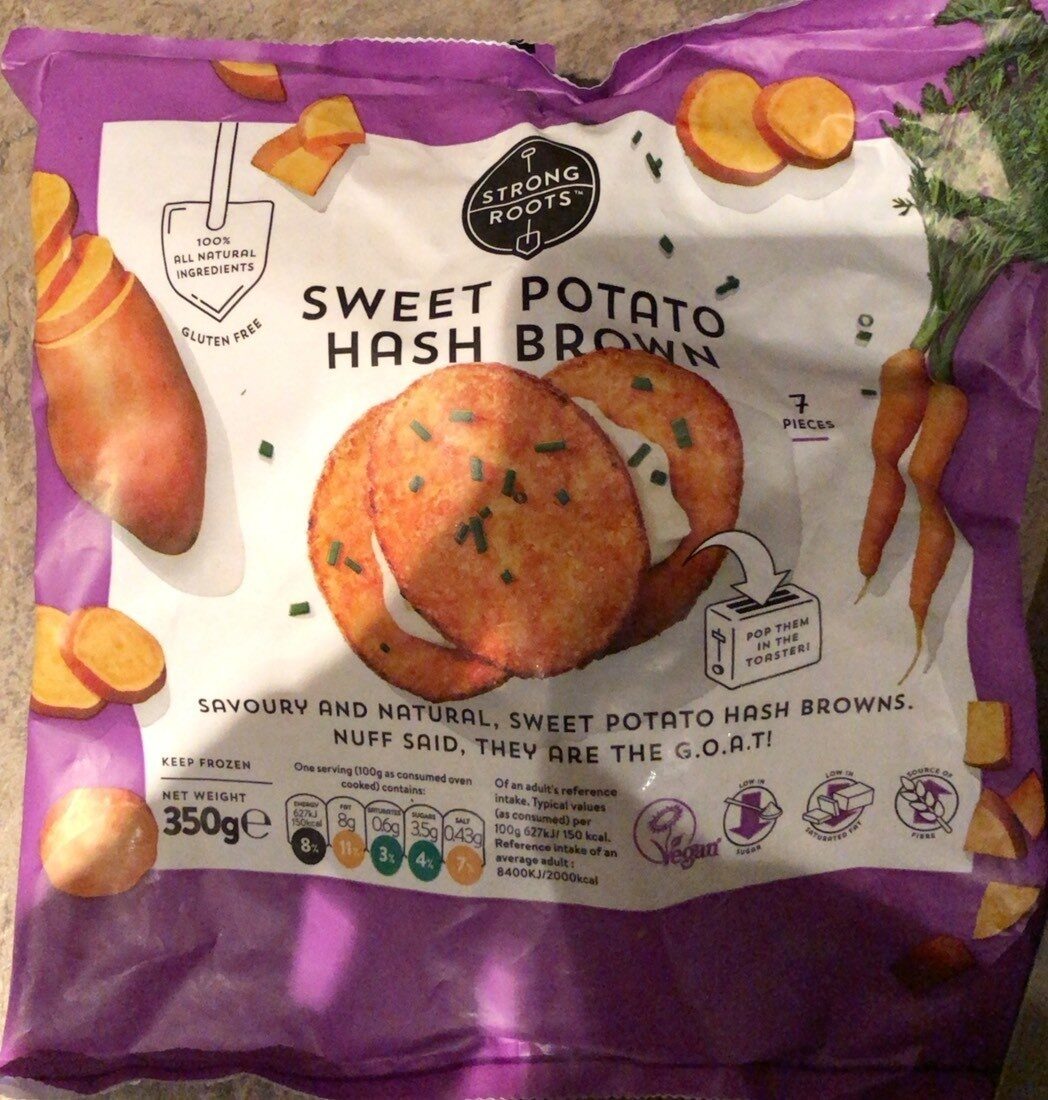 STRONG
ROOTS™
100%
ALL NATURAL
INGREDIENTS
GLUTEN FREE
SWEET POTATO
HASH BROWN
7
PIECES
POP THEM
IN THE
TOASTER!
SAVOURY AND NATURAL, SWEET POTATO HASH BROWNS.
NUFF SAID, THEY ARE THE G.O.A.T!
KEEP FROZEN
NET WEIGHT
350g℮
One serving (100g as consumed oven
cooked) contains:
ENERGY
627kJ
150kcal
8%
FAT
8g
11%
SATURATES
0.6g
3%
SUGARS
3.5g
4%
SALT
0.43g
7%
Of an adult's reference
intake. Typical values
(as consumed) per
100g 627kJ/ 150 kcal.
Reference intake of an
average adult :
8400KJ/2000kcal
Vegan
LOW IN
SUGAR
LOW IN
SATURATED FAT
SOURCE OF
FIBRE